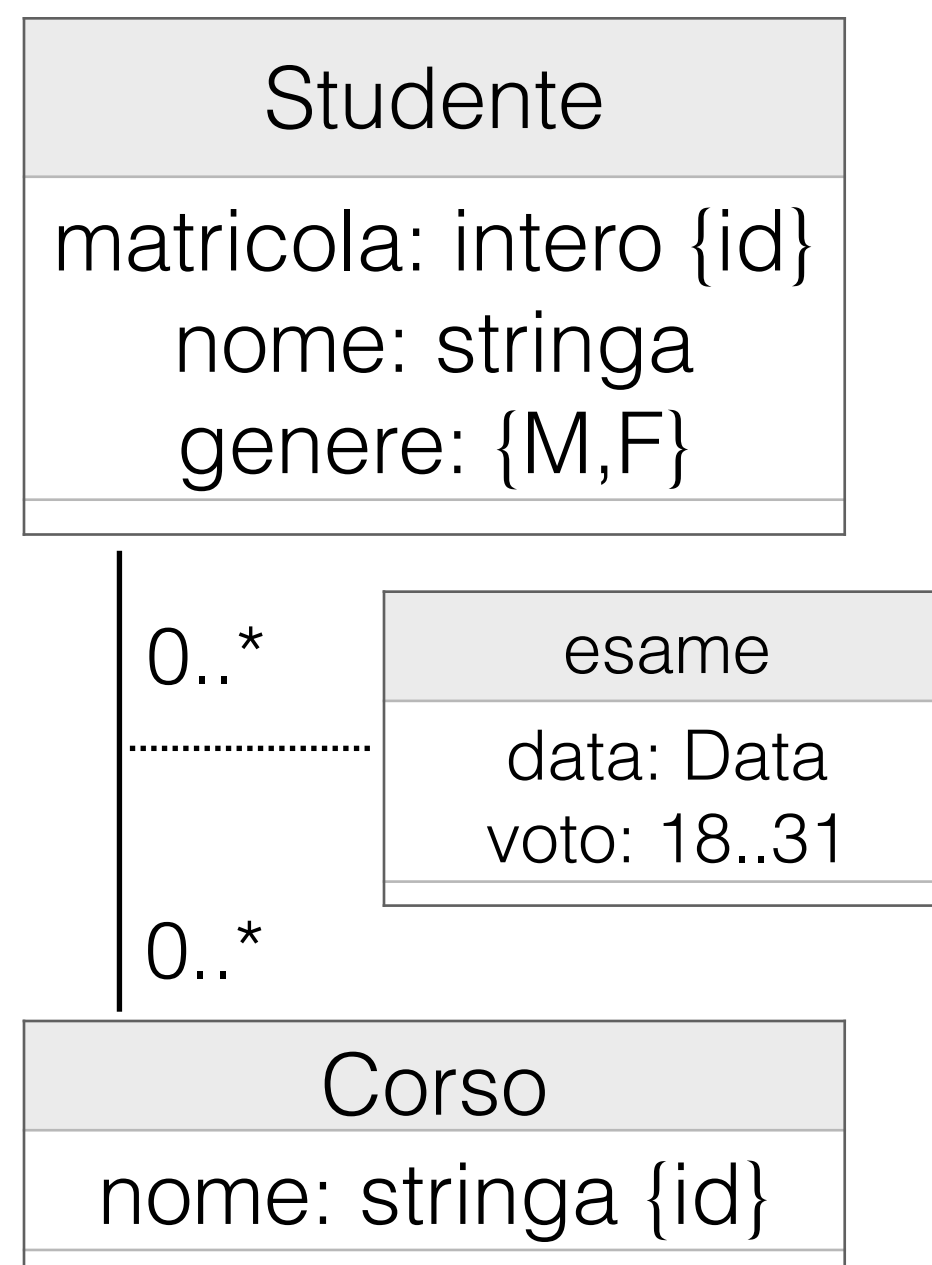 Studente
matricola: intero {id}
nome: stringa
genere: {M,F}
0..*
esame
data: Data
voto: 18..31
0..*
Corso
nome: stringa {id}